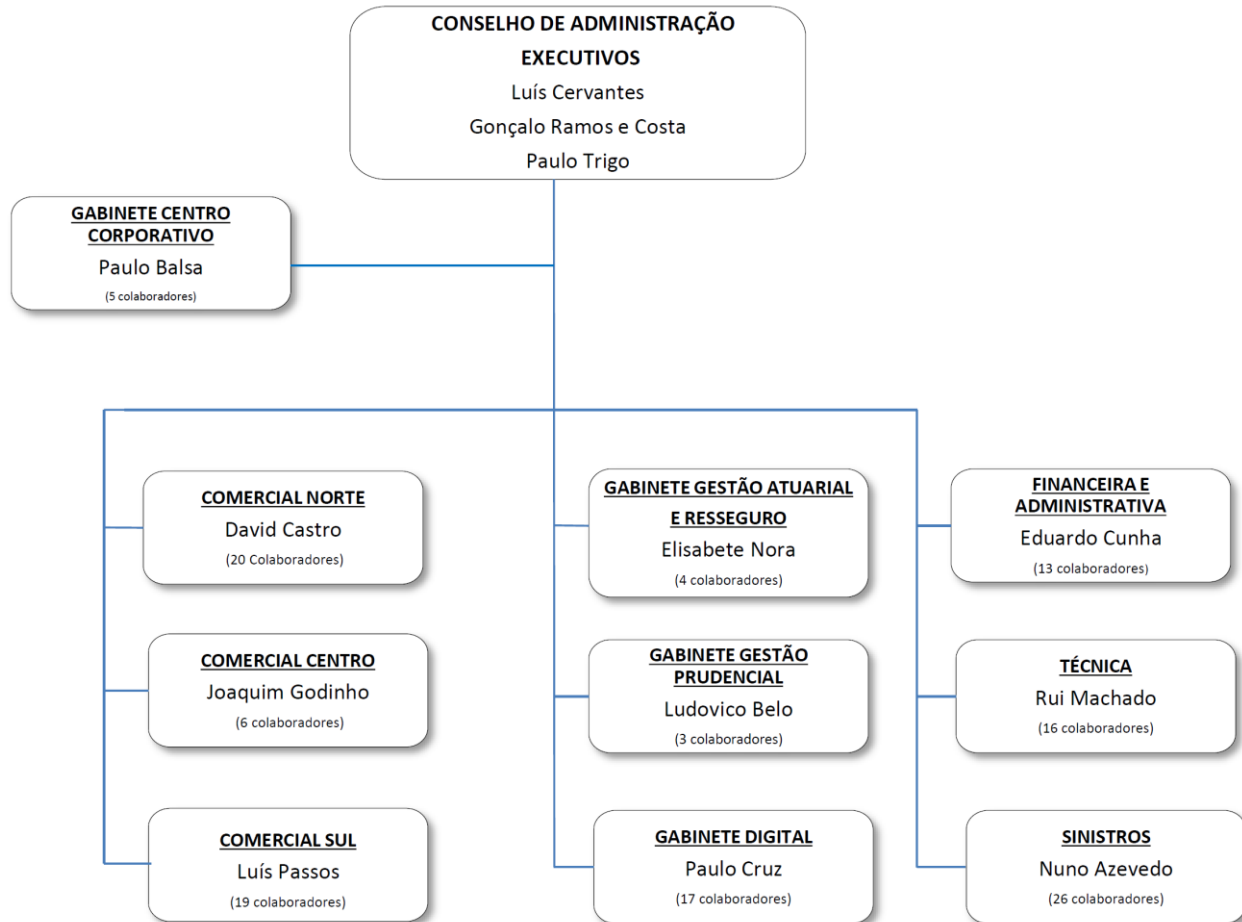 CONSELHO DE ADMINISTRAÇÃO
EXECUTIVOS
Luís Cervantes
Gonçalo Ramos e Costa
Paulo Trigo
GABINETE CENTRO
CORPORATIVO
Paulo Balsa
(5 colaboradores)
COMERCIAL NORTE
David Castro
(20 Colaboradores)
GABINETE GESTÃO ATUARIAL
E RESSEGURO
Elisabete Nora
(4 colaboradores)
FINANCEIRA E
ADMINISTRATIVA
Eduardo Cunha
(13 colaboradores)
COMERCIAL CENTRO
Joaquim Godinho
(6 colaboradores)
GABINETE GESTÃO
PRUDENCIAL
Ludovico Belo
(3 colaboradores)
TÉCNICA
Rui Machado
(16 colaboradores)
COMERCIAL SUL
Luís Passos
(19 colaboradores)
GABINETE DIGITAL
Paulo Cruz
(17 colaboradores)
SINISTROS
Nuno Azevedo
(26 colaboradores)